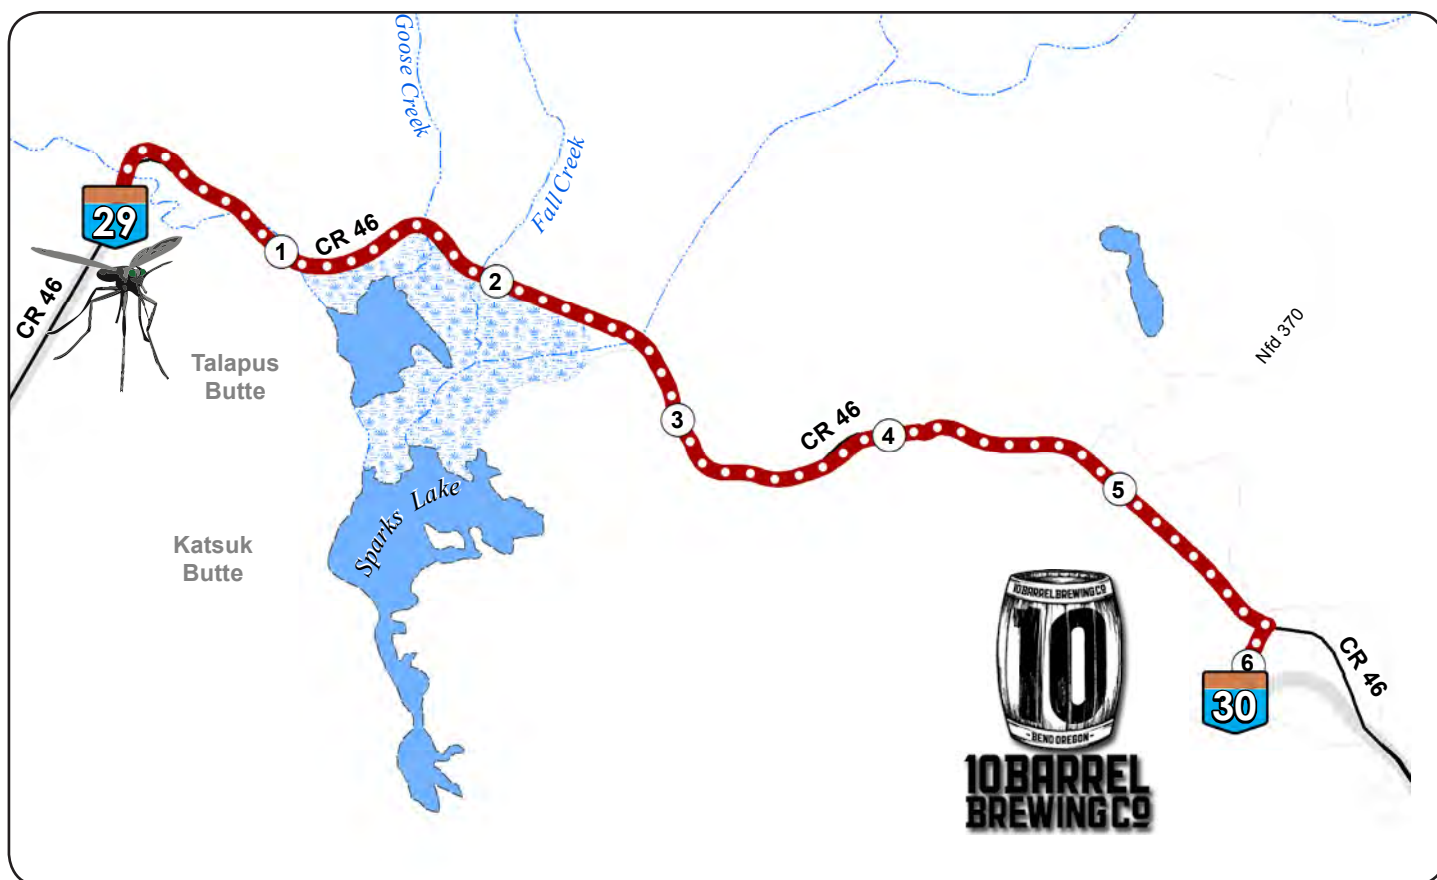 Goose Creek
Fall Creek
29
1
CR 46
2
CR 46
Nfd 370
Talapus
Butte
3
CR 46
4
5
Sparks Lake
Katsuk
Butte
10 BARREL BREWING CO
10
- BEND OREGON -
10 BARREL
BREWING CO
6
30
CR 46